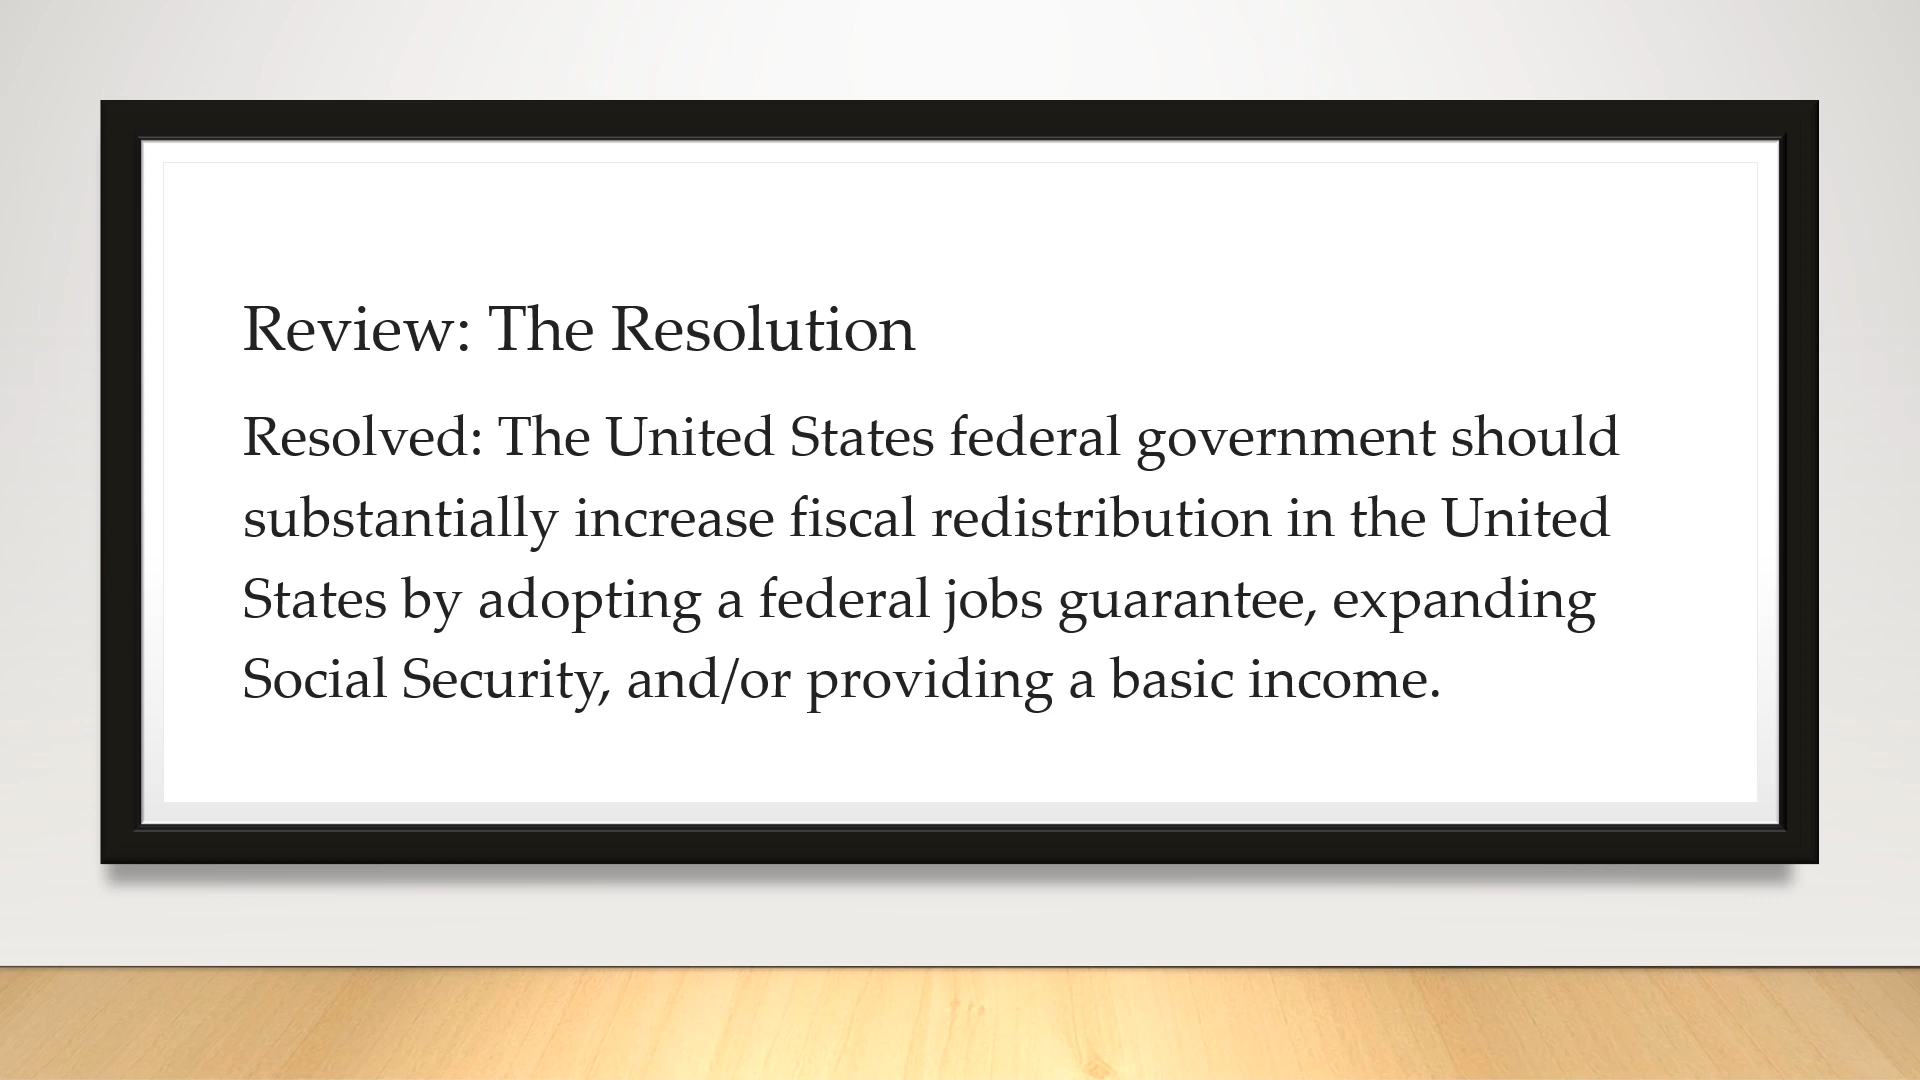 Review: The Resolution
Resolved: The United States federal government should
substantially increase fiscal redistribution in the United
States by adopting a federal jobs guarantee, expanding
Social Security, and/or providing a basic income.